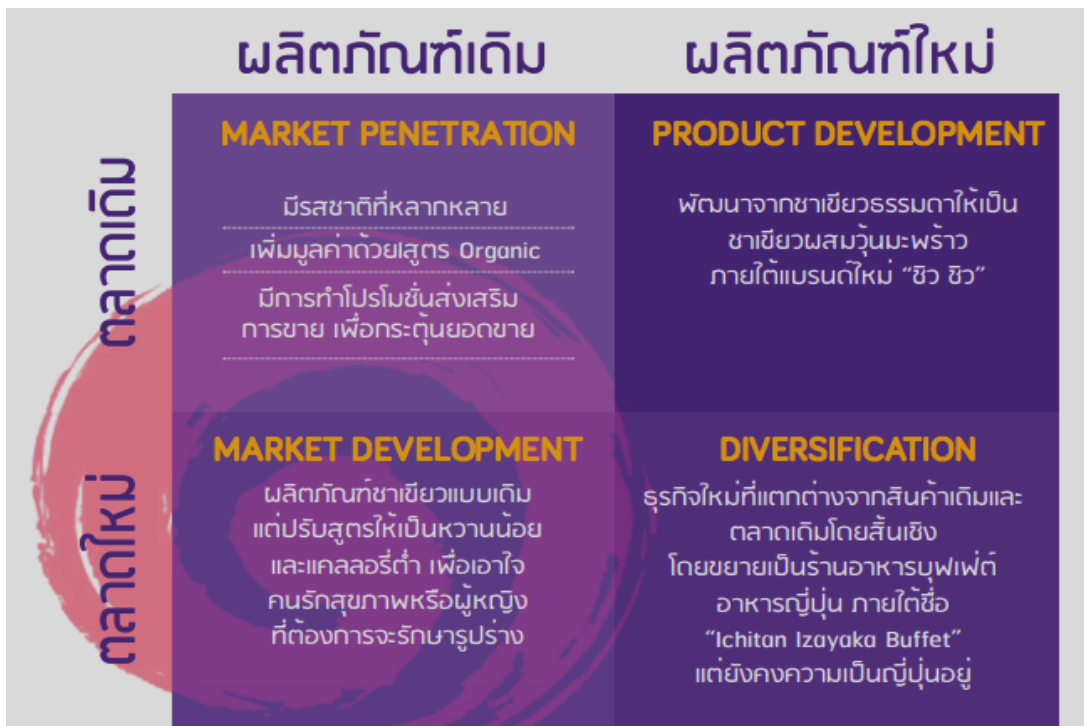 ผลิตภัณฑ์เดิม
ผลิตภัณฑ์ใหม่
ตลาดเดิม
MARKET PENETRATION
มีรสชาติที่หลากหลาย
เพิ่มมูลค่าด้วยเสูตร Organic
มีการทำโปรโมชั่นส่งเสริม
การขาย เพื่อกระตุ้นยอดขาย
PRODUCT DEVELOPMENT
พัฒนาจากชาเขียวธรรมดาให้เป็น
ชาเขียวผสมวุ้นมะพร้าว
ภายใต้แบรนด์ใหม่ “ชิว ชิว”
ตลาดใหม่
MARKET DEVELOPMENT
ผลิตภัณฑ์ชาเขียวแบบเดิม
แต่ปรับสูตรให้เป็นหวานน้อย
และแคลลอรี่ต่ำ เพื่อเอาใจ
คนรักสุขภาพหรือผู้หญิง
ที่ต้องการจะรักษารูปร่าง
DIVERSIFICATION
ธุรกิจใหม่ที่แตกต่างจากสินค้าเดิมและ
ตลาดเดิมโดยสิ้นเชิง
โดยขยายเป็นร้านอาหารบุฟเฟ่ต์
อาหารญี่ปุ่น ภายใต้ชื่อ
“Ichitan Izayaka Buffet”
แต่ยังคงความเป็นญี่ปุ่นอยู่